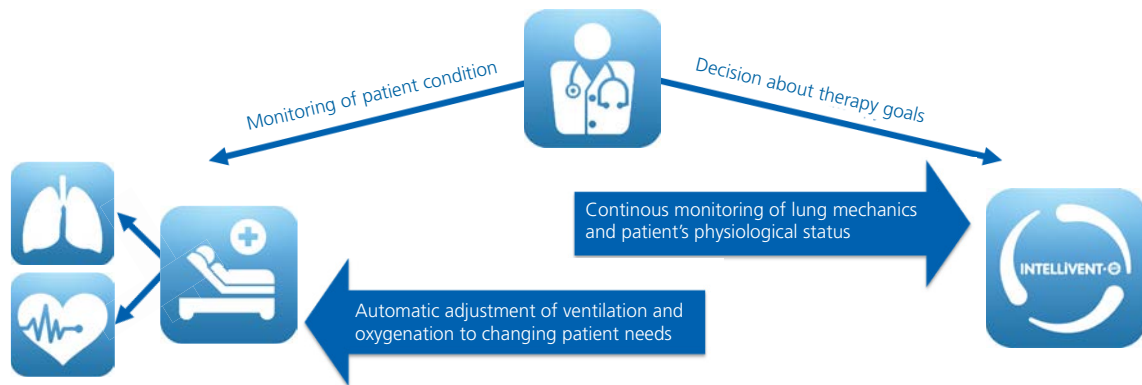 Monitoring of patient condition
Decision about therapy goals
Continous monitoring of lung mechanics
and patient's physiological status
INTELLiVENT-
Automatic adjustment of ventilation and
oxygenation to changing patient needs